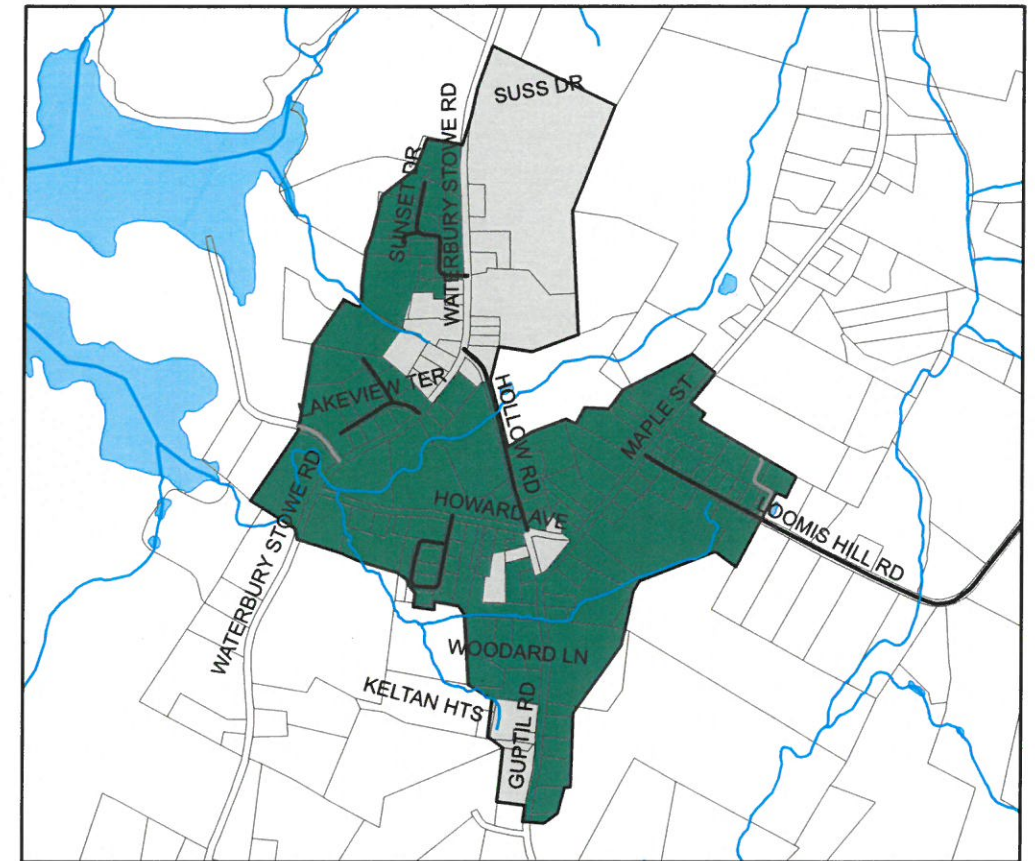 SUSS DR
WATERBURY STOWE RD
SUNSET DR
LAKEVIEW TER
HOLLOW RD
MAPLE ST
HOWARD AVE
LOOMIS HILL RD
WATERBURY STOWE RD
WOODARD LN
KELTAN HTS
GUPTIL RD